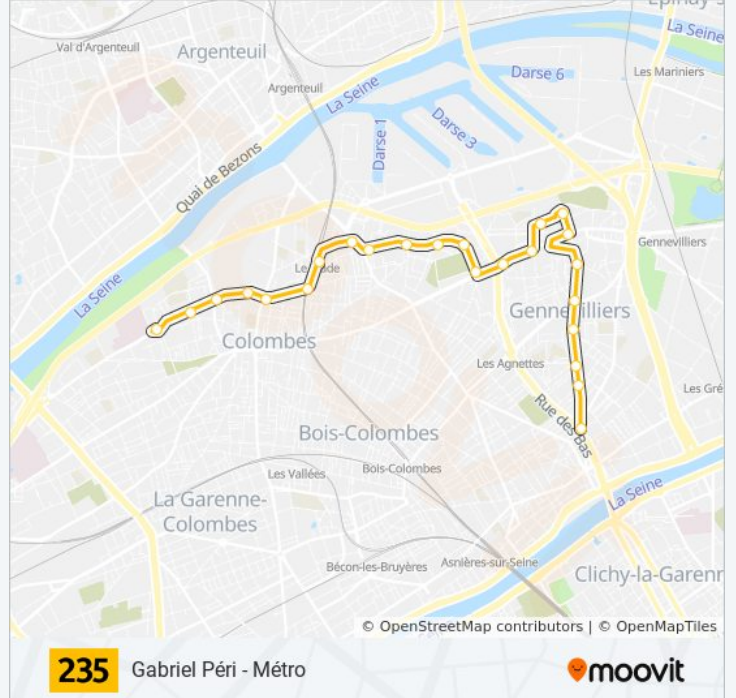 Epinay-s
Val d'Argenteuil
Argenteuil
La Seine
Darse 6
Les Mariniers
Argenteuil
La Seine
Darse 3
Darse 1
Quai de Bezons
Gennevilliers
La Seine
Gennevilliers
Colombes
Les Agnettes
Les Gré
Rue des Bas
Bois-Colombes
Bois-Colombes
Les Vallées
La Seine
La Garenne-
Colombes
Asnières-sur-Seine
Bécon-les-Bruyères
Clichy-la-Garenn
© OpenStreetMap contributors | © OpenMapTiles
235 Gabriel Péri - Métro
moovit